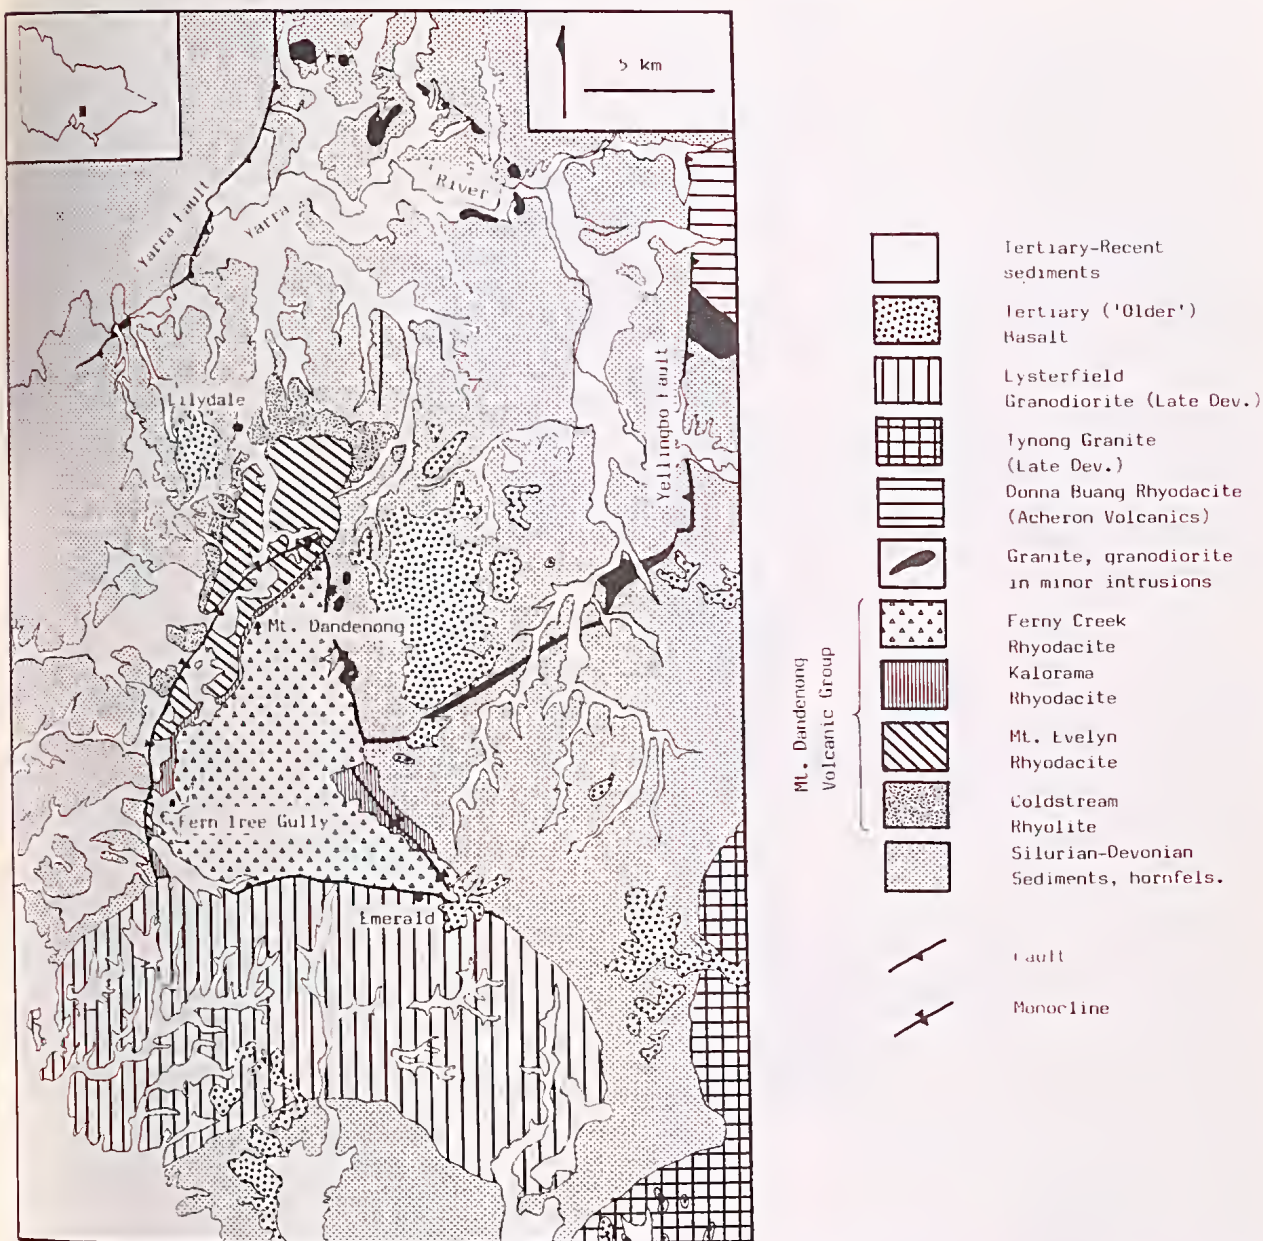 5 km
River
Yarra
Yarra Fault
Lilydale
Yellingbo Fault
Mt. Dandenong
Fern Tree Gully
Emerald
Tertiary-Recent
sediments
Tertiary ('Older')
Basalt
Lysterfield
Granodiorite (Late Dev.)
Tynong Granite
(Late Dev.)
Donna Buang Rhyodacite
(Acheron Volcanics)
Granite, granodiorite
in minor intrusions
Mt. Dandenong
Volcanic Group
Ferny Creek
Rhyodacite
Kalorama
Rhyodacite
Mt. Evelyn
Rhyodacite
Coldstream
Rhyolite
Silurian-Devonian
Sediments, hornfels.
Fault
Monocline